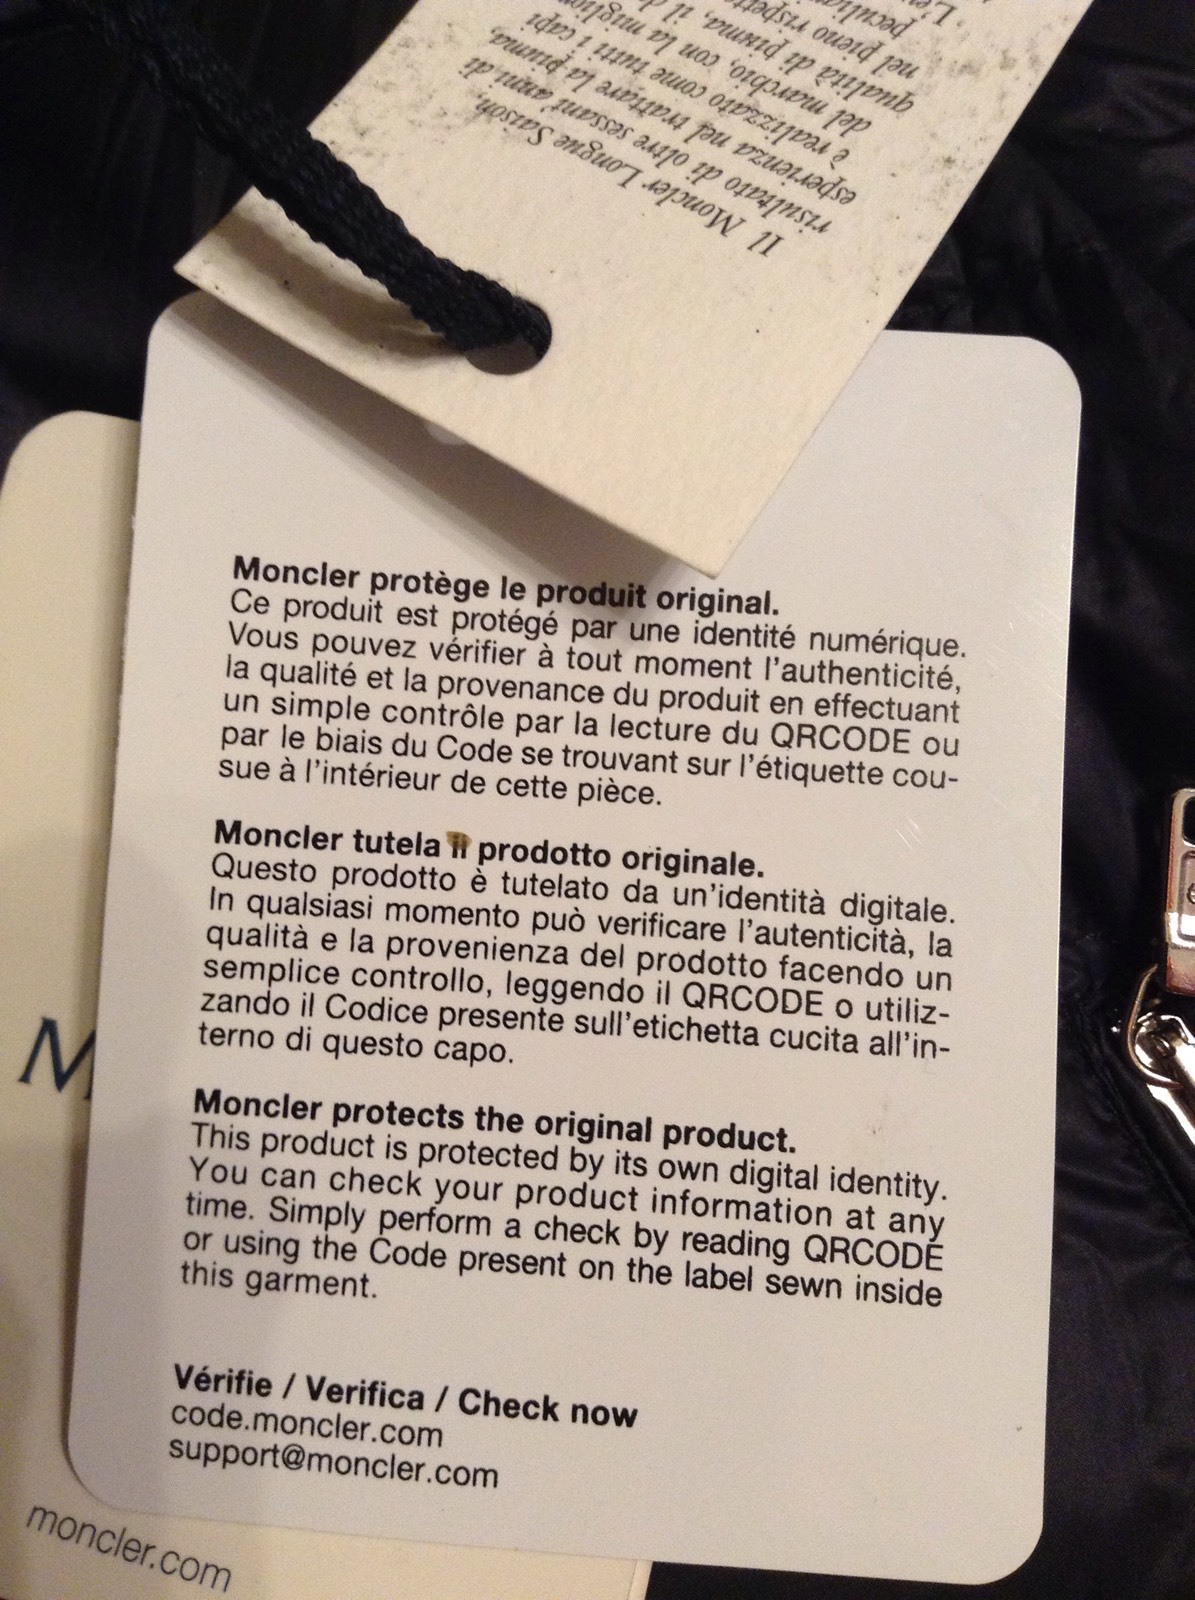 Il Moncler Longue Saison,
risultato di oltre sessant'anni di
esperienza nel trattare la piuma,
è realizzato come tutti i capi
del marchio, con la miglior
qualità di piuma, il d
nel pieno rispetto
peculiar
L'e
Moncler protège le produit original.
Ce produit est protégé par une identité numérique.
Vous pouvez vérifier à tout moment l'authenticité,
la qualité et la provenance du produit en effectuant
un simple contrôle par la lecture du QRCODE ou
par le biais du Code se trouvant sur l'étiquette cou-
sue à l'intérieur de cette pièce.
Moncler tutela il prodotto originale.
Questo prodotto è tutelato da un'identità digitale.
In qualsiasi momento può verificare l'autenticità, la
qualità e la provenienza del prodotto facendo un
semplice controllo, leggendo il QRCODE o utiliz-
zando il Codice presente sull'etichetta cucita all'in-
terno di questo capo.
Moncler protects the original product.
This product is protected by its own digital identity.
You can check your product information at any
time. Simply perform a check by reading QRCODE
or using the Code present on the label sewn inside
this garment.
Vérifie / Verifica / Check now
code.moncler.com
support@moncler.com
M
moncler.com